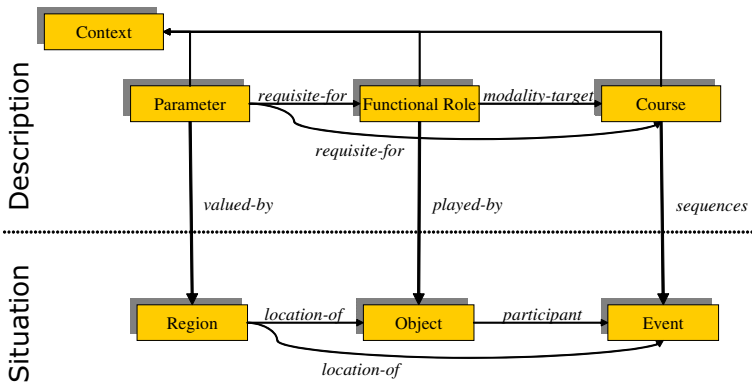 Context
Description
Parameter
requisite-for
Functional Role
modality-target
Course
requisite-for
valued-by
played-by
sequences
Situation
Region
location-of
Object
participant
Event
location-of